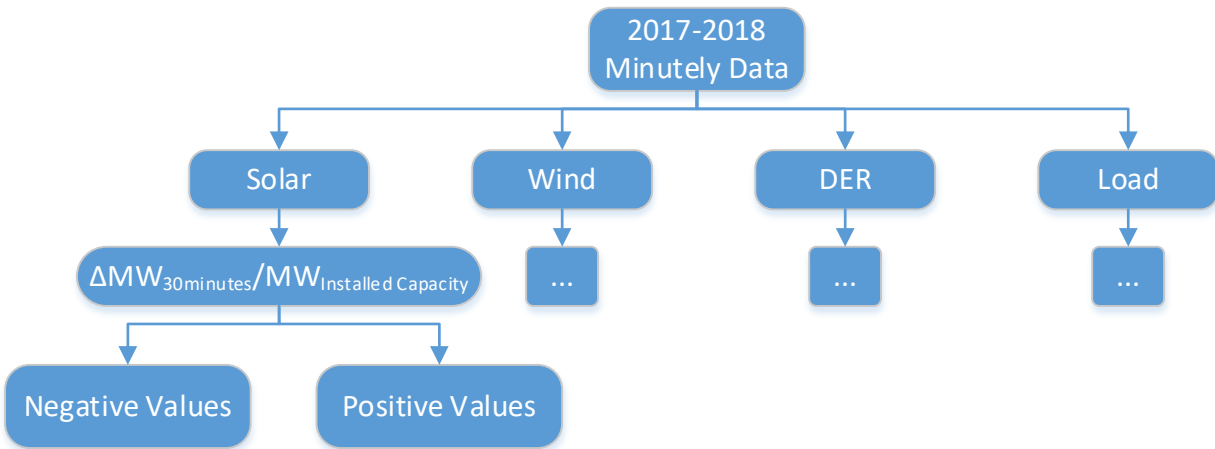 2017-2018
Minutely Data
Solar
Wind
DER
Load
ΔMW30minutes/MWInstalled Capacity
...
...
...
Negative Values
Positive Values